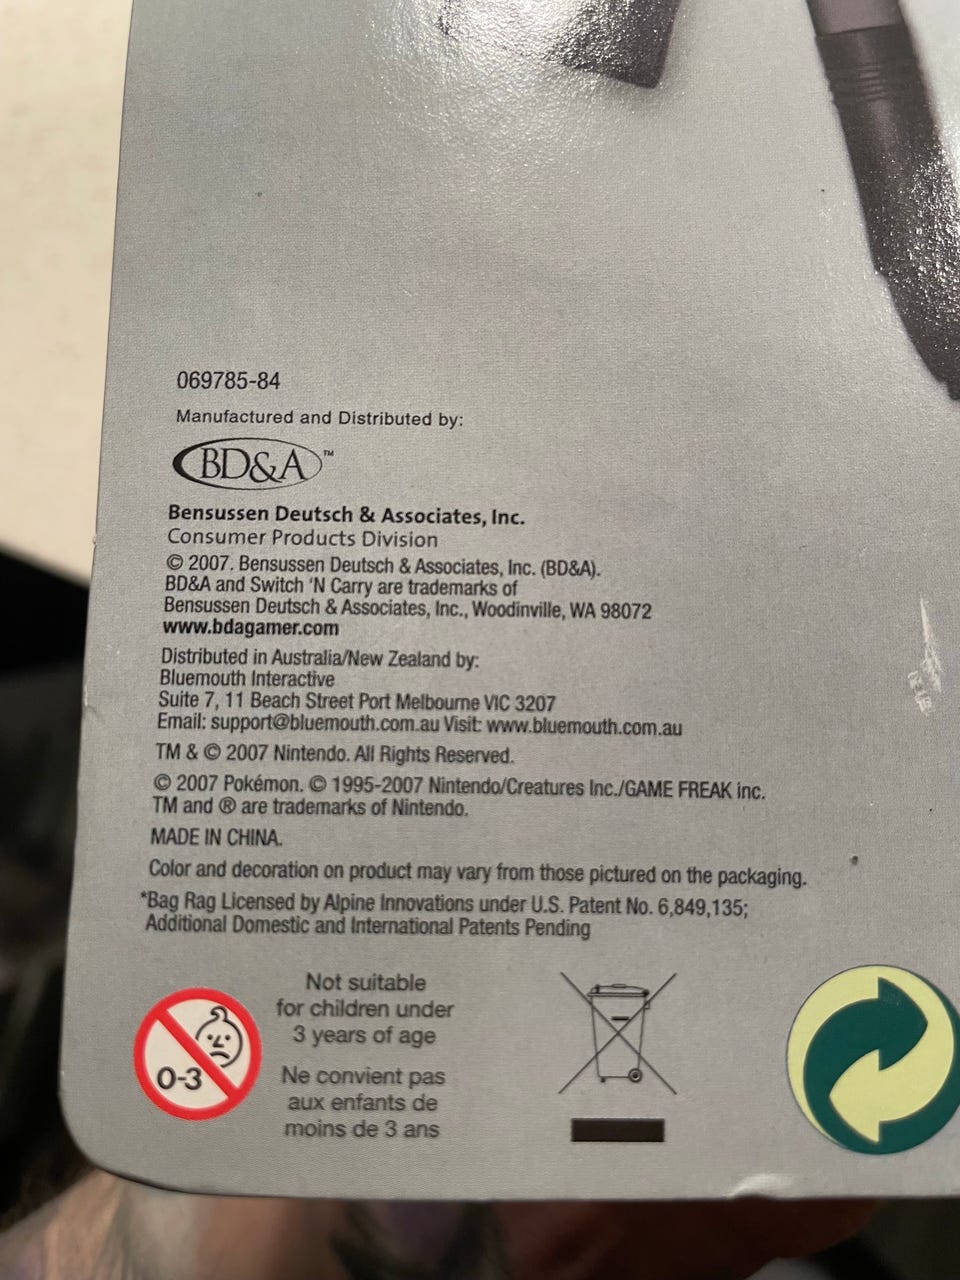 069785-84
Manufactured and Distributed by:
BD&A™
Bensussen Deutsch & Associates, Inc.
Consumer Products Division
© 2007. Bensussen Deutsch & Associates, Inc. (BD&A).
BD&A and Switch ‘N Carry are trademarks of
Bensussen Deutsch & Associates, Inc., Woodinville, WA 98072
www.bdagamer.com
Distributed in Australia/New Zealand by:
Bluemouth Interactive
Suite 7, 11 Beach Street Port Melbourne VIC 3207
Email: support@bluemouth.com.au Visit: www.bluemouth.com.au
TM & © 2007 Nintendo. All Rights Reserved.
© 2007 Pokémon. © 1995-2007 Nintendo/Creatures Inc./GAME FREAK inc.
TM and ® are trademarks of Nintendo.
MADE IN CHINA.
Color and decoration on product may vary from those pictured on the packaging.
*Bag Rag Licensed by Alpine Innovations under U.S. Patent No. 6,849,135;
Additional Domestic and International Patents Pending
0-3
Not suitable
for children under
3 years of age
Ne convient pas
aux enfants de
moins de 3 ans